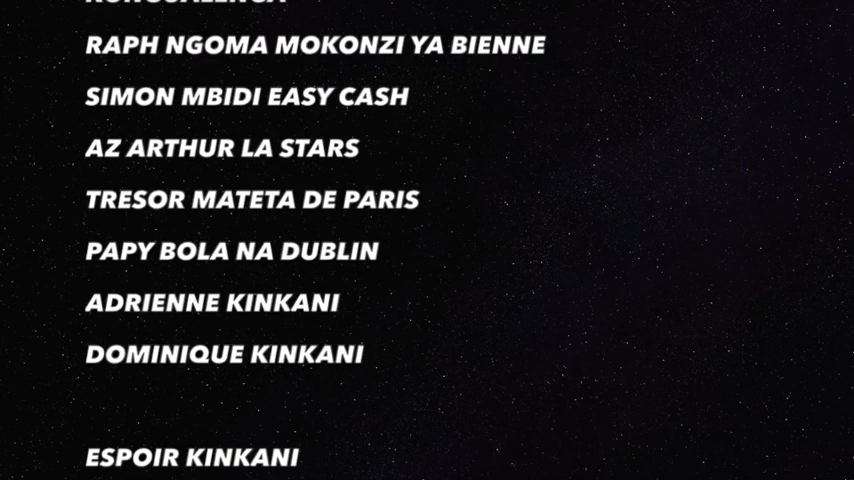 RAPH NGOMA MOKONZI YA BIENNE
SIMON MBIDI EASY CASH
AZ ARTHUR LA STARS
TRESOR MATETA DE PARIS
PAPY BOLA NA DUBLIN
ADRIENNE KINKANI
DOMINIQUE KINKANI
ESPOIR KINKANI